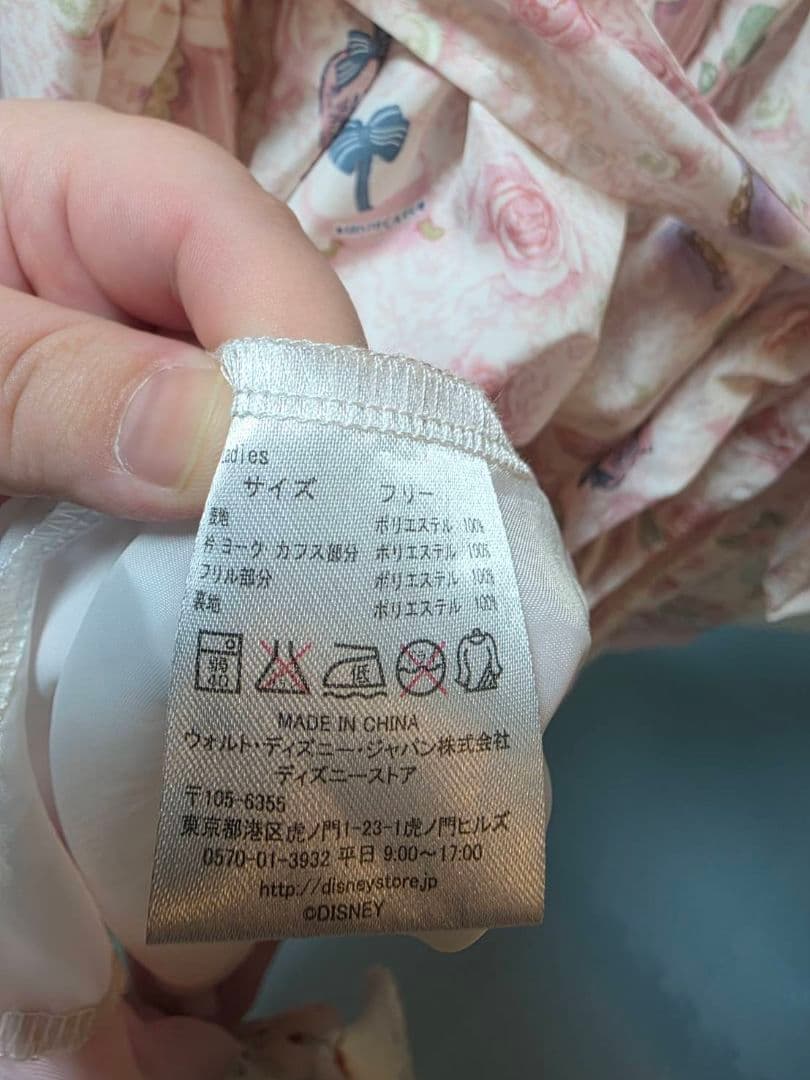 Ladies
サイズ フリー
表地 ポリエステル 100%
衿・ヨーク・カフス部分 ポリエステル 100%
フリル部分 ポリエステル 100%
裏地 ポリエステル 100%
弱 40 低
MADE IN CHINA
ウォルト・ディズニー・ジャパン株式会社
ディズニーストア
〒105-6355
東京都港区虎ノ門1-23-1虎ノ門ヒルズ
0570-01-3932 平日 9:00〜17:00
http://disneystore.jp
©DISNEY